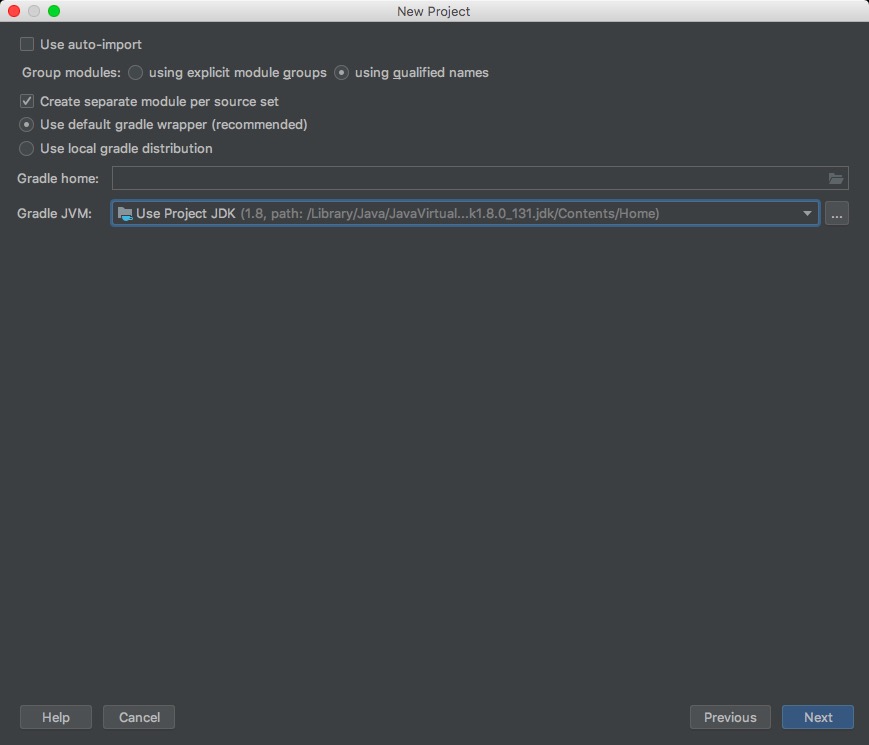 New Project
Use auto-import
Group modules: using explicit module groups using qualified names
Create separate module per source set
Use default gradle wrapper (recommended)
Use local gradle distribution
Gradle home:
Gradle JVM: Use Project JDK (1.8, path: /Library/Java/JavaVirtual...k1.8.0_131.jdk/Contents/Home) ...
Help Cancel Previous Next